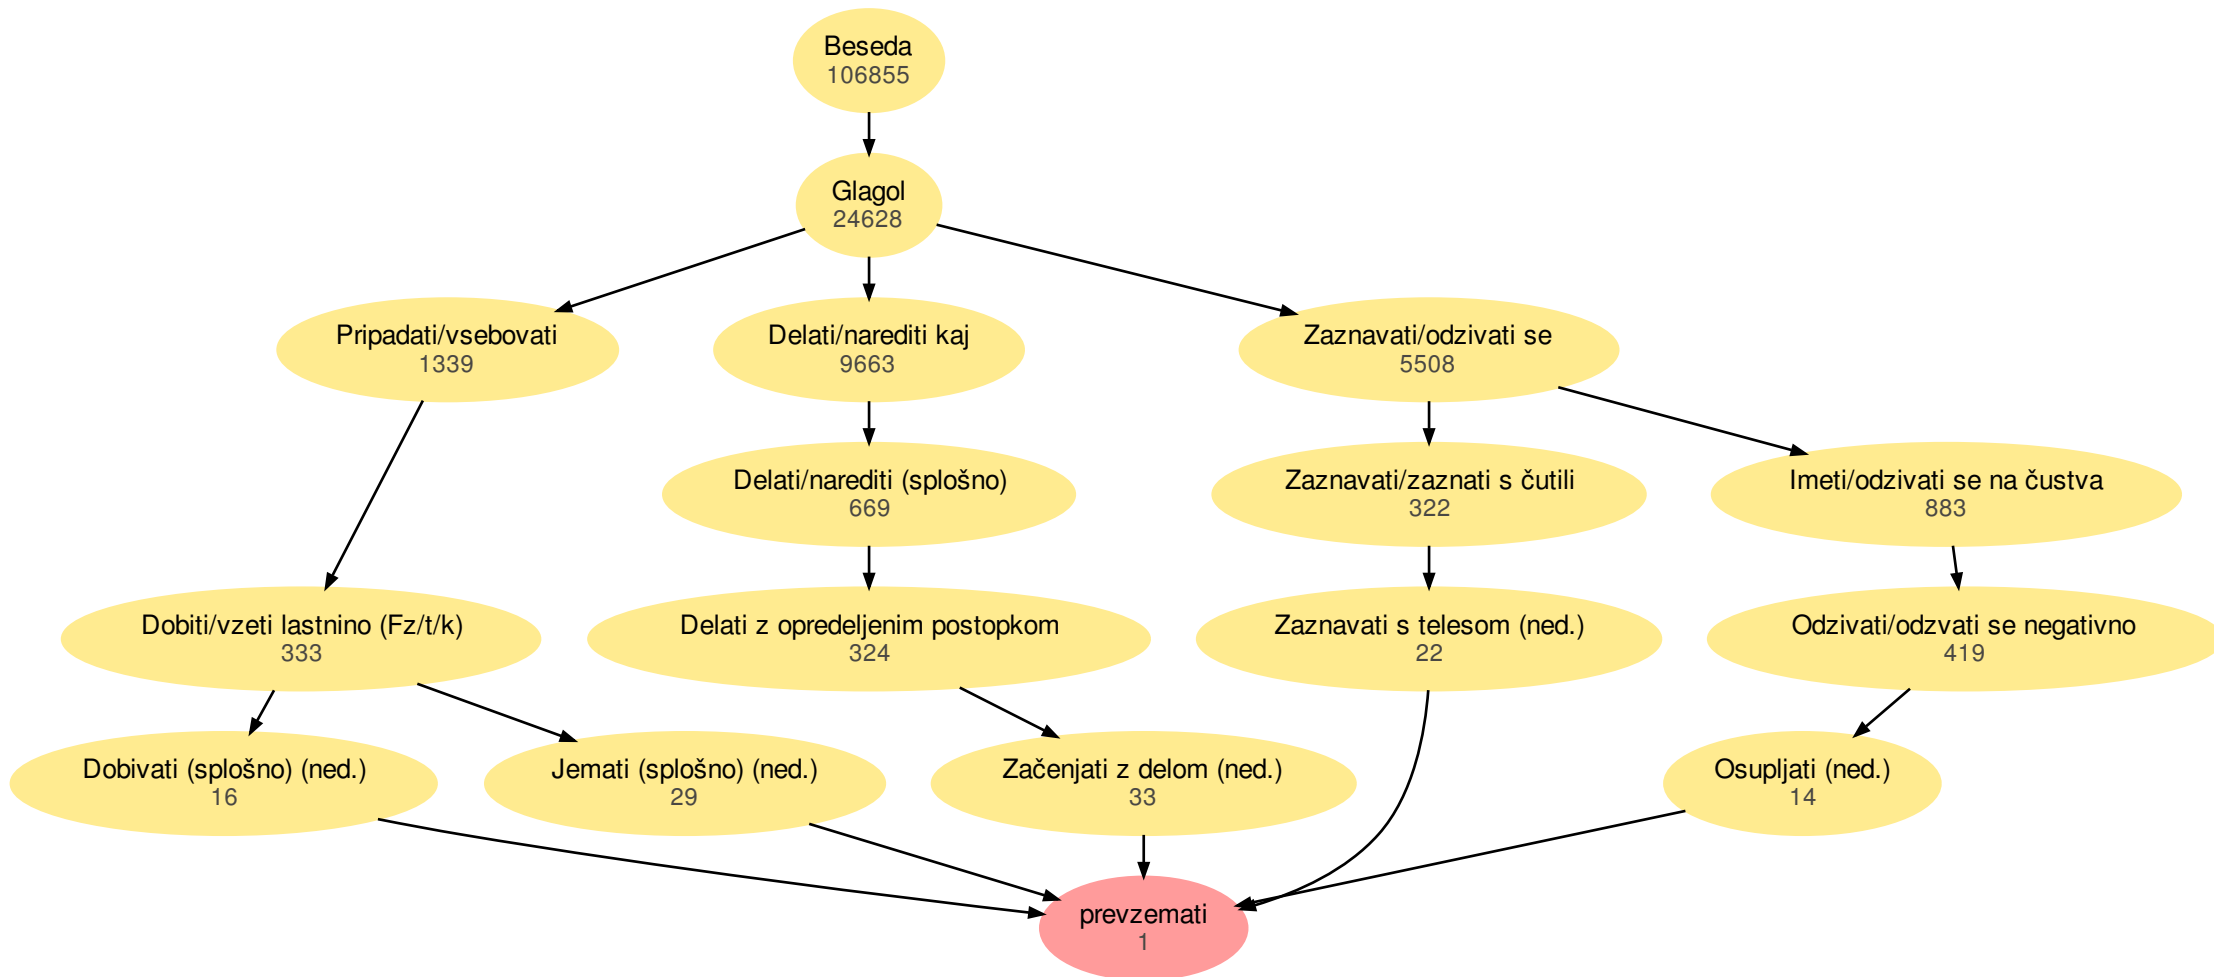 Beseda
106855
Glagol
24628
Pripadati/vsebovati
1339
Delati/narediti kaj
9663
Zaznavati/odzivati se
5508
Delati/narediti (splošno)
669
Zaznavati/zaznati s čutili
322
Imeti/odzivati se na čustva
883
Dobiti/vzeti lastnino (Fz/t/k)
333
Delati z opredeljenim postopkom
324
Zaznavati s telesom (ned.)
22
Odzivati/odzvati se negativno
419
Dobivati (splošno) (ned.)
16
Jemati (splošno) (ned.)
29
Začenjati z delom (ned.)
33
Osupljati (ned.)
14
prevzemati
1